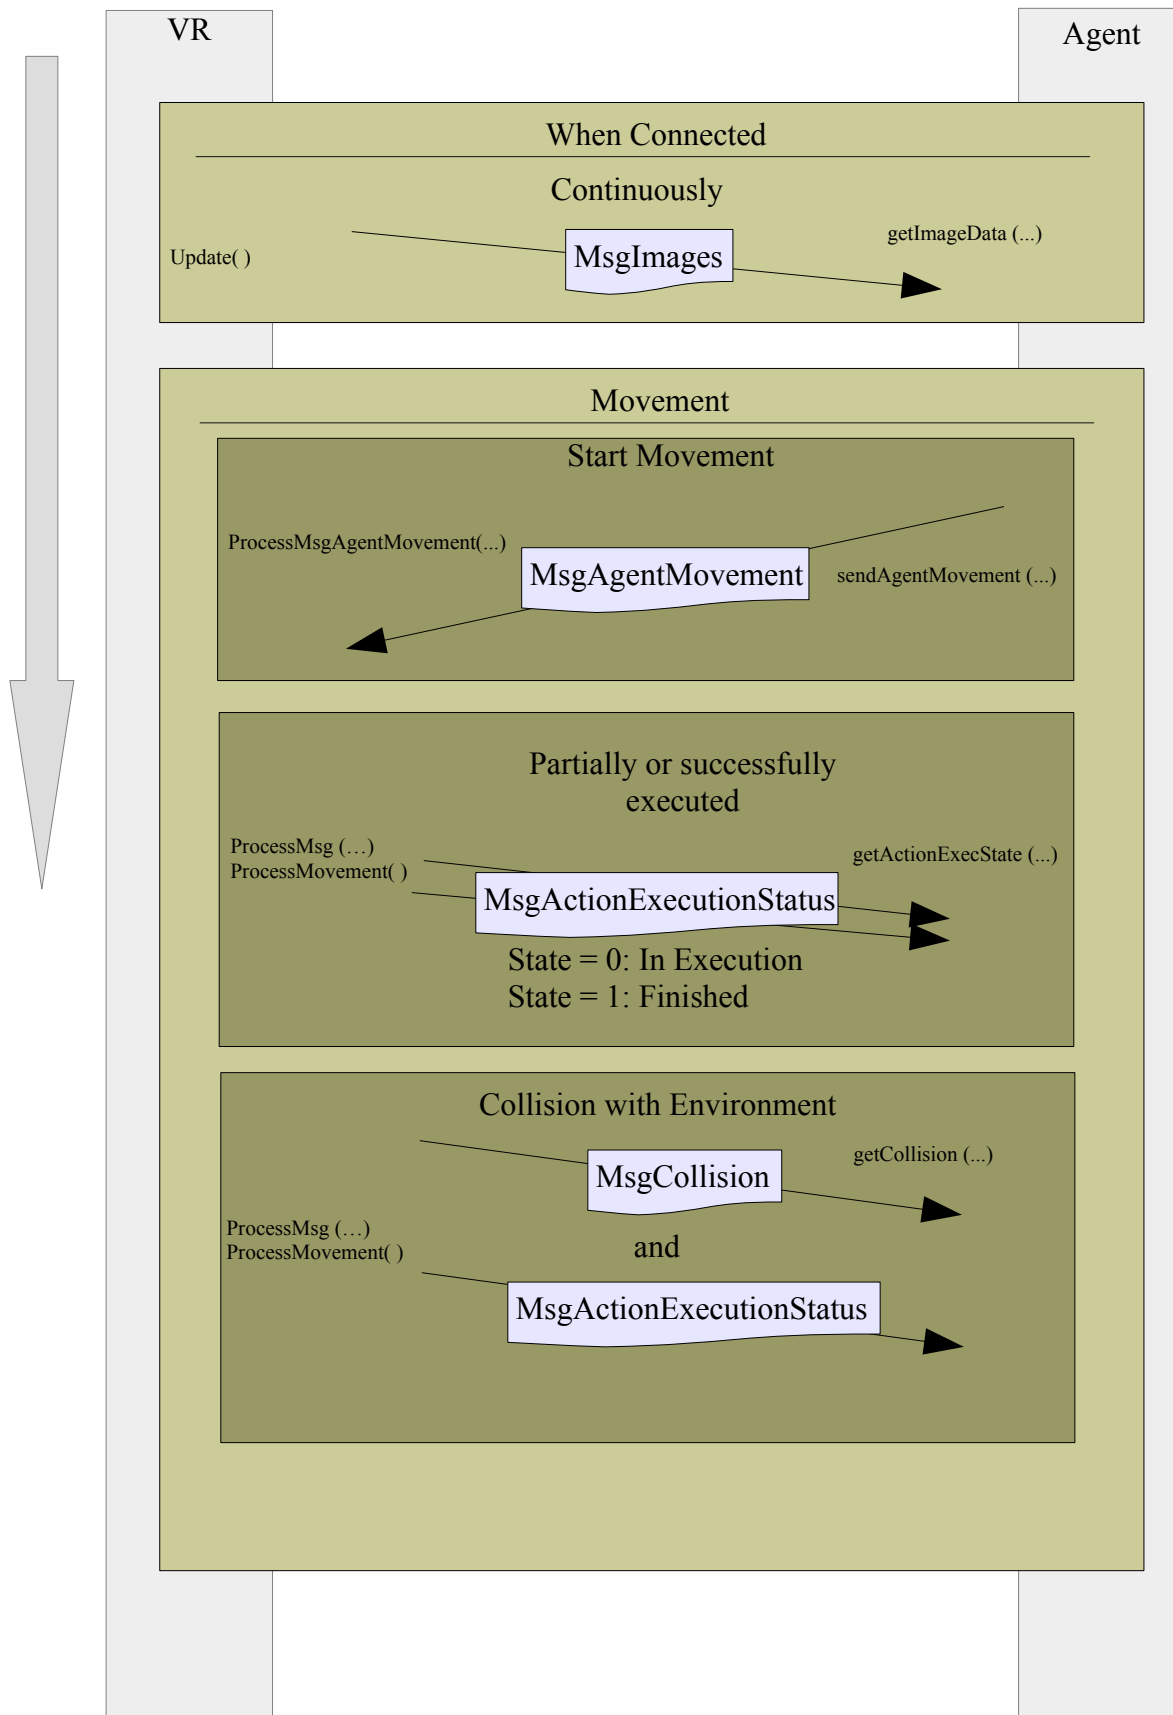 VR
Agent
When Connected
Continuously
Update( )
MsgImages
getImageData (...)
Movement
Start Movement
ProcessMsgAgentMovement(...)
MsgAgentMovement
sendAgentMovement (...)
Partially or successfully
executed
ProcessMsg (…)
ProcessMovement( )
getActionExecState (...)
MsgActionExecutionStatus
State = 0: In Execution
State = 1: Finished
Collision with Environment
MsgCollision
getCollision (...)
ProcessMsg (…)
ProcessMovement( )
and
MsgActionExecutionStatus